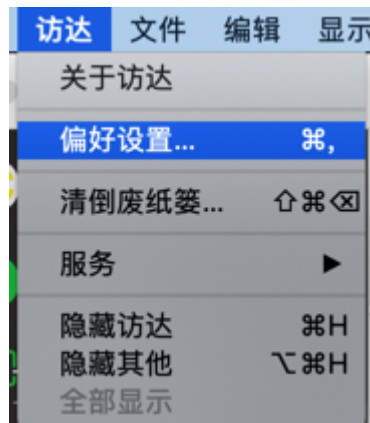 访达 文件 编辑 显示
关于访达
偏好设置... ⌘,
清倒废纸篓... ⇧⌘⌫
服务 ▶
隐藏访达 ⌘H
隐藏其他 ⌥⌘H
全部显示